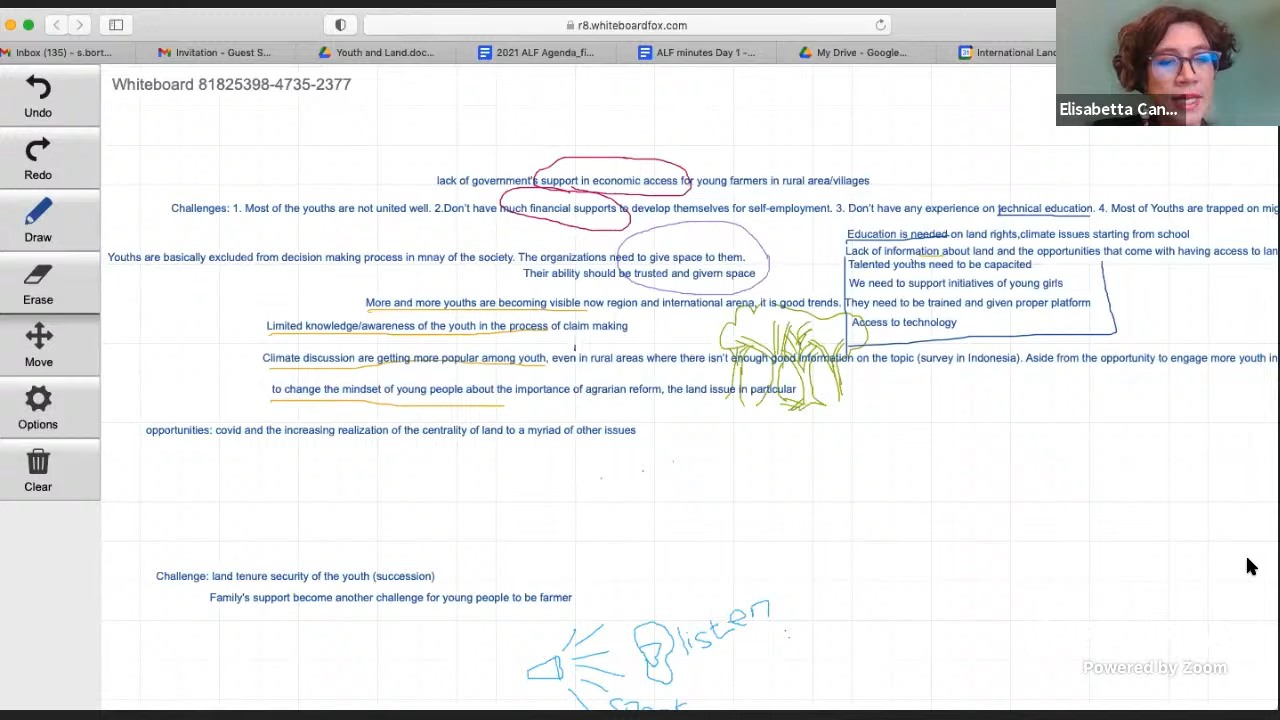 r8.whiteboardfox.com
Inbox (135) - s.bort...
Invitation - Guest S...
Youth and Land.doc...
2021 ALF Agenda_fi...
ALF minutes Day 1 -...
My Drive - Google...
International Lan
Elisabetta Can...
Whiteboard 81825398-4735-2377
Undo
Redo
Draw
Erase
Move
Options
Clear
lack of government's support in economic access for young farmers in rural area/villages
Challenges: 1. Most of the youths are not united well. 2.Don't have much financial supports to develop themselves for self-employment. 3. Don't have any experience on technical education. 4. Most of Youths are trapped on mig
Education is needed on land rights,climate issues starting from school
Lack of information about land and the opportunities that come with having access to lan
Youths are basically excluded from decision making process in mnay of the society. The organizations need to give space to them.
Talented youths need to be capacited
Their ability should be trusted and givem space
We need to support initiatives of young girls
More and more youths are becoming visible now region and international arena, it is good trends. They need to be trained and given proper platform
Limited knowledge/awareness of the youth in the process of claim making
Access to technology
Climate discussion are getting more popular among youth, even in rural areas where there isn't enough good information on the topic (survey in Indonesia). Aside from the opportunity to engage more youth in
to change the mindset of young people about the importance of agrarian reform, the land issue in particular
opportunities: covid and the increasing realization of the centrality of land to a myriad of other issues
Challenge: land tenure security of the youth (succession)
Family's support become another challenge for young people to be farmer
listen
Powered by Zoom